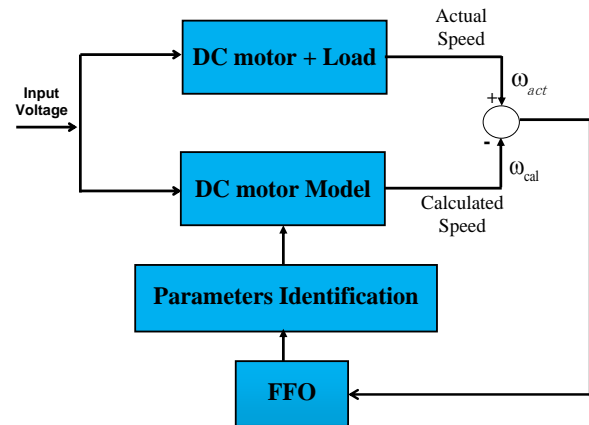 Actual
Speed
DC motor + Load
Input
Voltage
ω_act
+
-
DC motor Model
ω_cal
Calculated
Speed
Parameters Identification
FFO